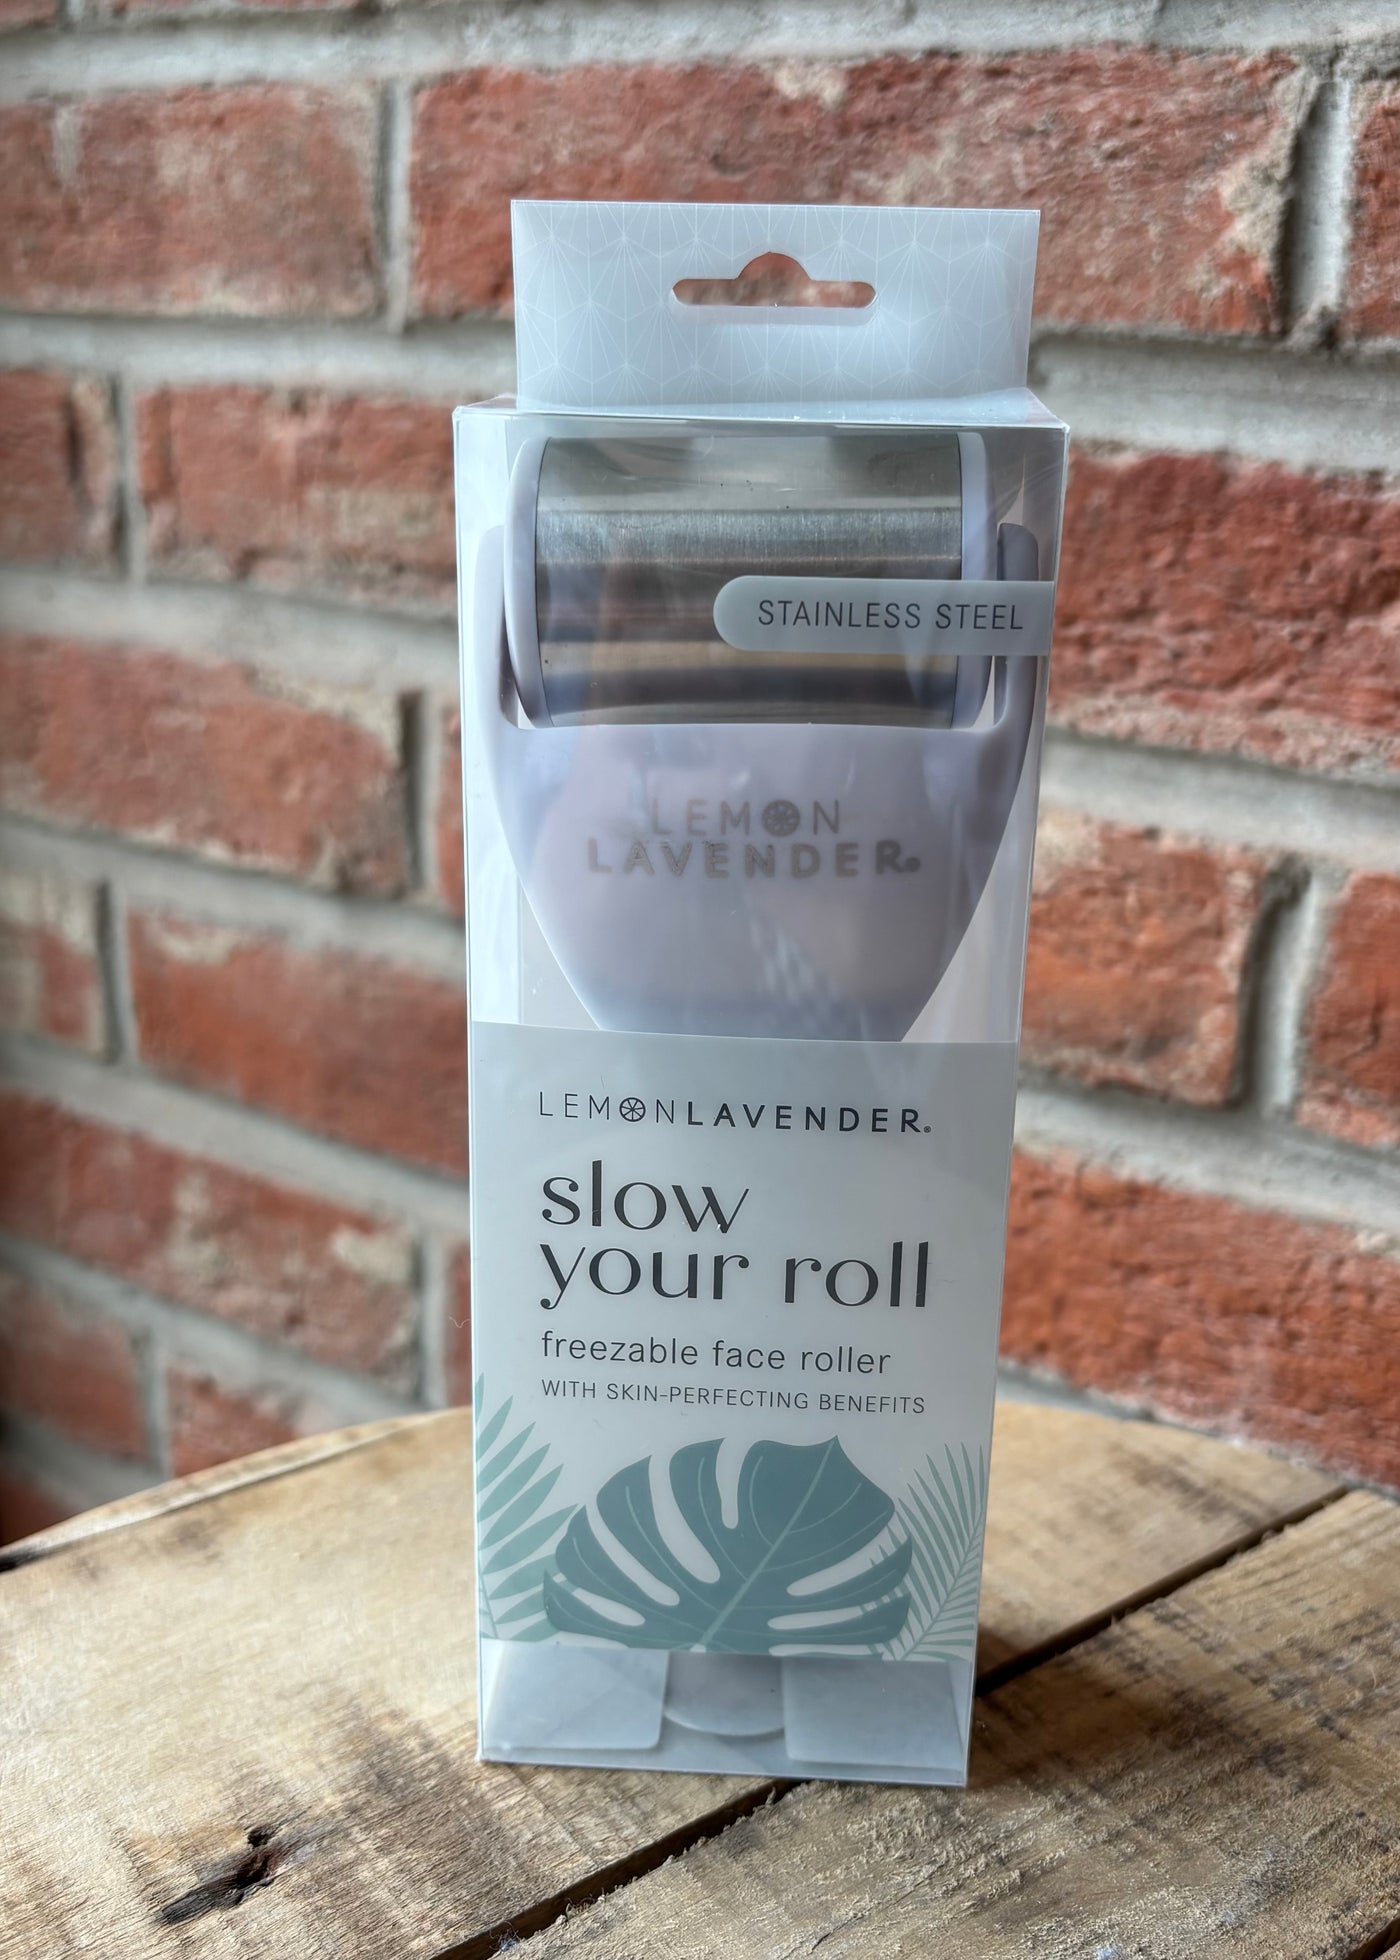 STAINLESS STEEL
LEMON
LAVENDER®
LEMONLAVENDER®
slow
your roll
freezable face roller
WITH SKIN-PERFECTING BENEFITS